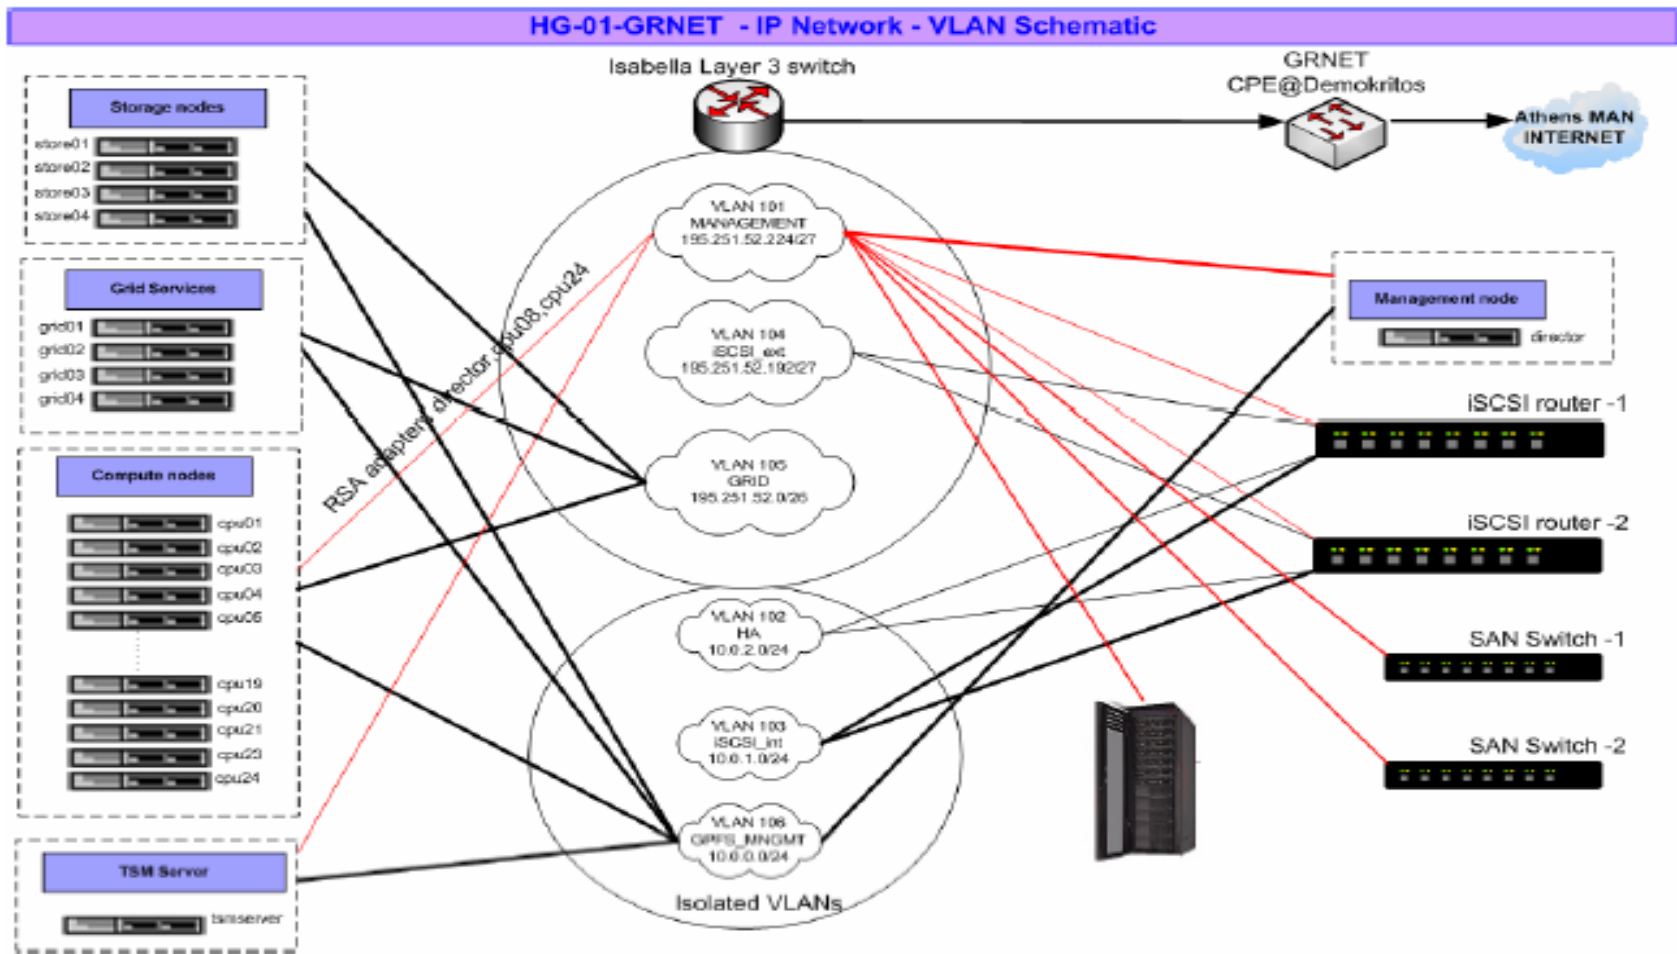 HG-01-GRNET - IP Network - VLAN Schematic
Isabella Layer 3 switch
GRNET
CPE@Demokritos
Athens MAN
INTERNET
Storage nodes
store01
store02
store03
store04
Grid Services
grid01
grid02
grid03
grid04
Compute nodes
cpu01
cpu02
cpu03
cpu04
cpu05
cpu19
cpu20
cpu21
cpu23
cpu24
TSM Server
tsmserver
RSA adapters director,cpu08,cpu24
VLAN 101
MANAGEMENT
195.251.52.224/27
VLAN 104
iSCSI_ext
195.251.52.192/27
VLAN 105
GRID
195.251.52.0/26
VLAN 102
HA
10.0.2.0/24
VLAN 103
iSCSI_int
10.0.1.0/24
VLAN 106
GPFS_MNGMT
10.0.0.0/24
Isolated VLANs
Management node
director
iSCSI router -1
iSCSI router -2
SAN Switch -1
SAN Switch -2